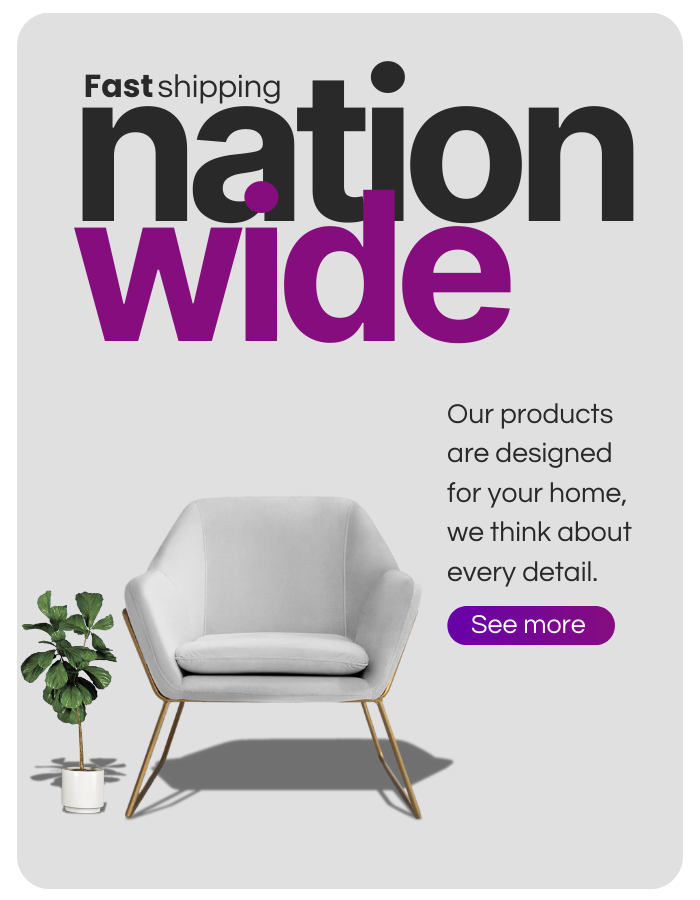 Fast shipping
nation
wide
Our products
are designed
for your home,
we think about
every detail.
See more